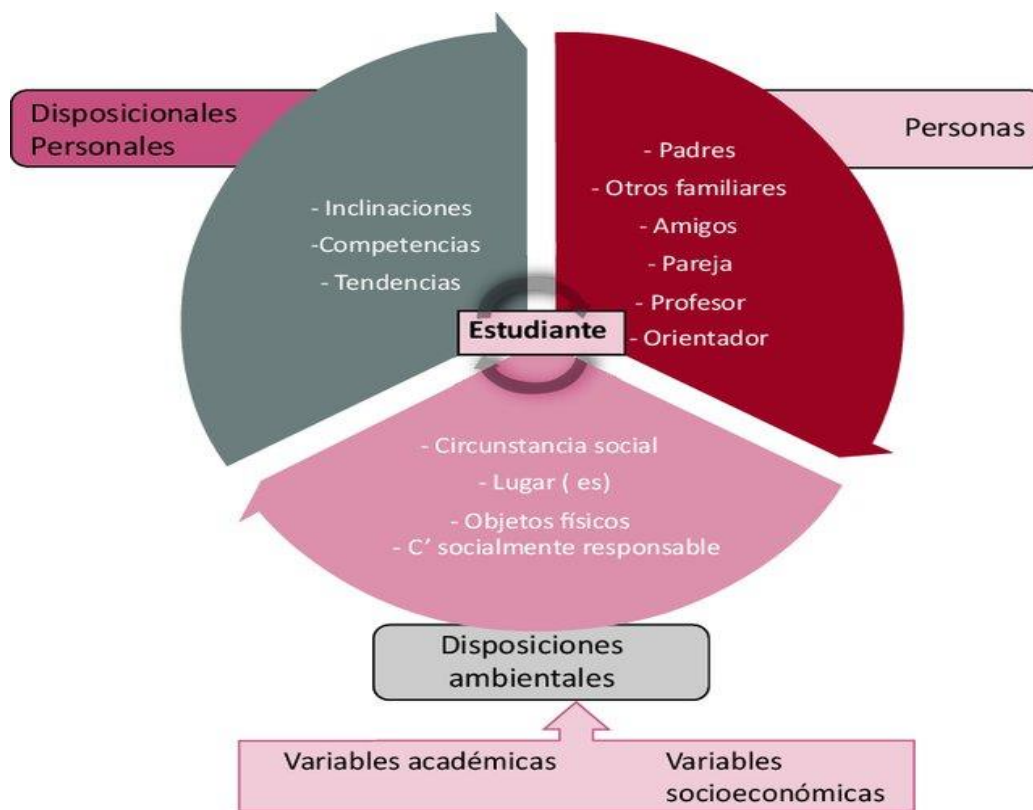 Disposicionales
Personales
- Inclinaciones
-Competencias
- Tendencias
Personas
- Padres
- Otros familiares
- Amigos
- Pareja
- Profesor
- Orientador
Estudiante
- Circunstancia social
- Lugar ( es)
- Objetos físicos
- C’ socialmente responsable
Disposiciones
ambientales
Variables académicas
Variables
socioeconómicas